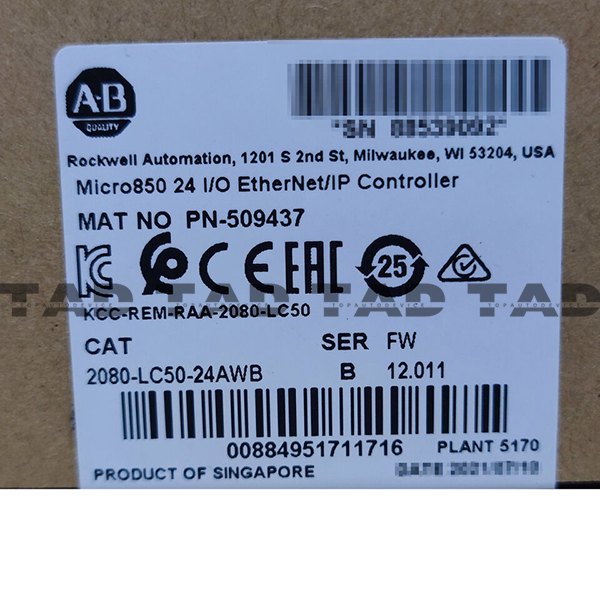 A-B
QUALITY
Rockwell Automation, 1201 S 2nd St, Milwaukee, WI 53204, USA
Micro850 24 I/O EtherNet/IP Controller
MAT NO PN-509437
25
TAD TAD TAD TAD
TOPAUTODEVICE TOPAUTODEVICE
KCC-REM-RAA-2080-LC50
CAT SER FW
2080-LC50-24AWB B 12.011
00884951711716 PLANT 5170
PRODUCT OF SINGAPORE